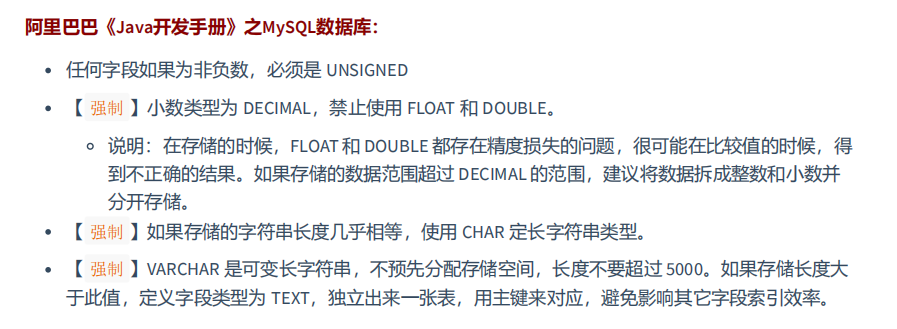 阿里巴巴《Java开发手册》之MySQL数据库：
任何字段如果为非负数，必须是 UNSIGNED
【 强制 】小数类型为 DECIMAL，禁止使用 FLOAT 和 DOUBLE。
说明：在存储的时候，FLOAT 和 DOUBLE 都存在精度损失的问题，很可能在比较值的时候，得
到不正确的结果。如果存储的数据范围超过 DECIMAL 的范围，建议将数据拆成整数和小数并
分开存储。
【 强制 】如果存储的字符串长度几乎相等，使用 CHAR 定长字符串类型。
【 强制 】VARCHAR 是可变长字符串，不预先分配存储空间，长度不要超过 5000。如果存储长度大
于此值，定义字段类型为 TEXT，独立出来一张表，用主键来对应，避免影响其它字段索引效率。